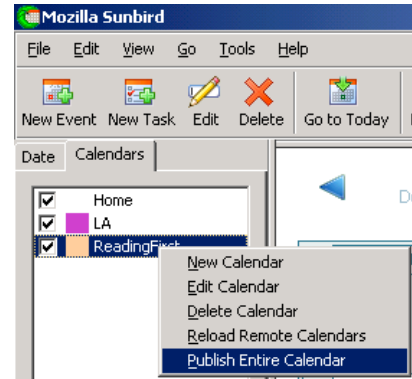 Mozilla Sunbird
File Edit View Go Tools Help
New Event New Task Edit Delete Go to Today
Date Calendars
Home
LA
ReadingFirst
New Calendar
Edit Calendar
Delete Calendar
Reload Remote Calendars
Publish Entire Calendar